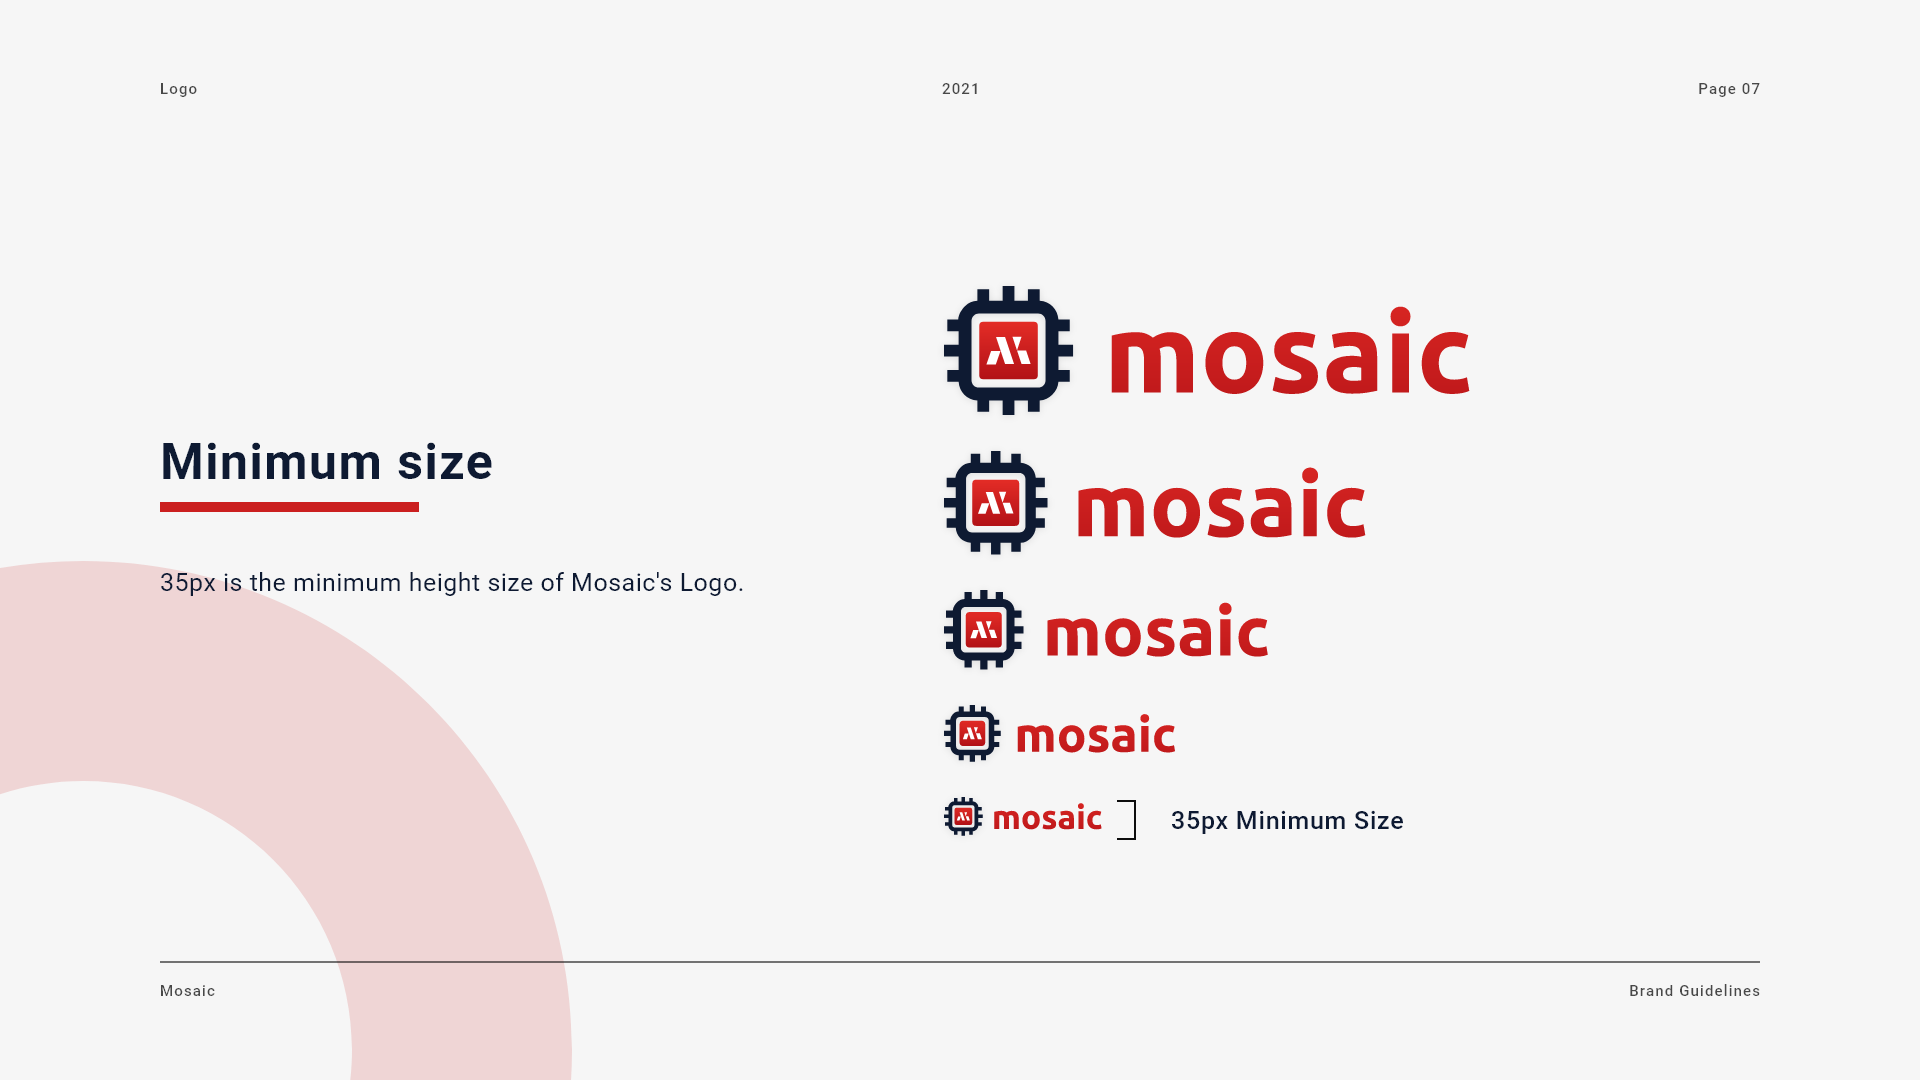 Logo
2021
Page 07
Minimum size
35px is the minimum height size of Mosaic's Logo.
mosaic
mosaic
mosaic
mosaic
mosaic
35px Minimum Size
Mosaic
Brand Guidelines